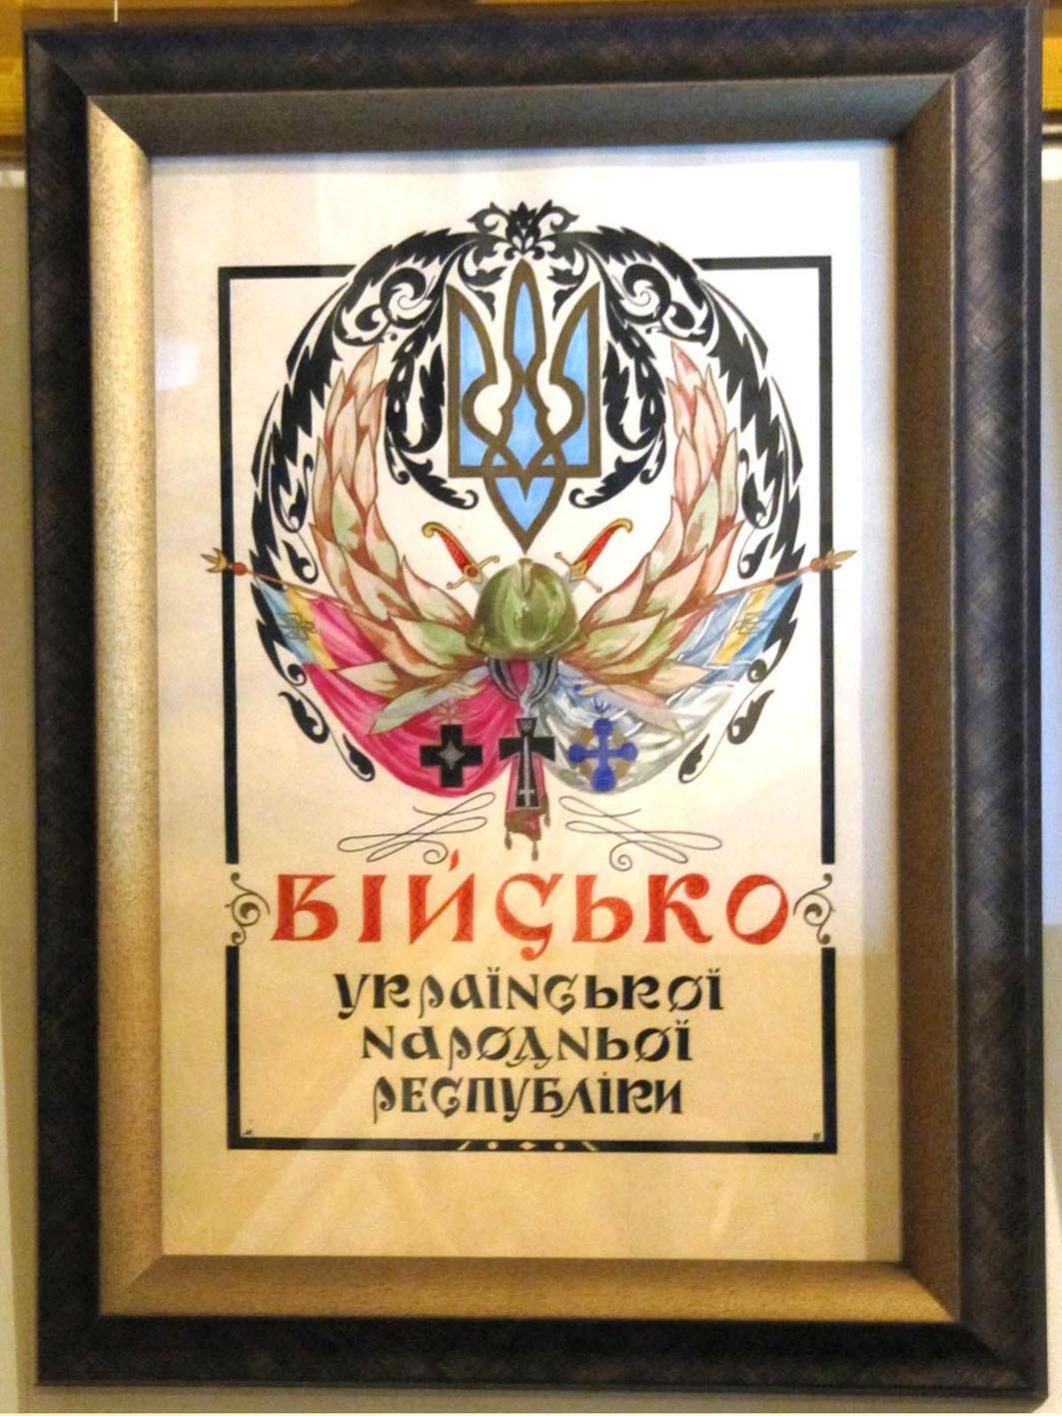 Військо
Української
Народньої
Республіки